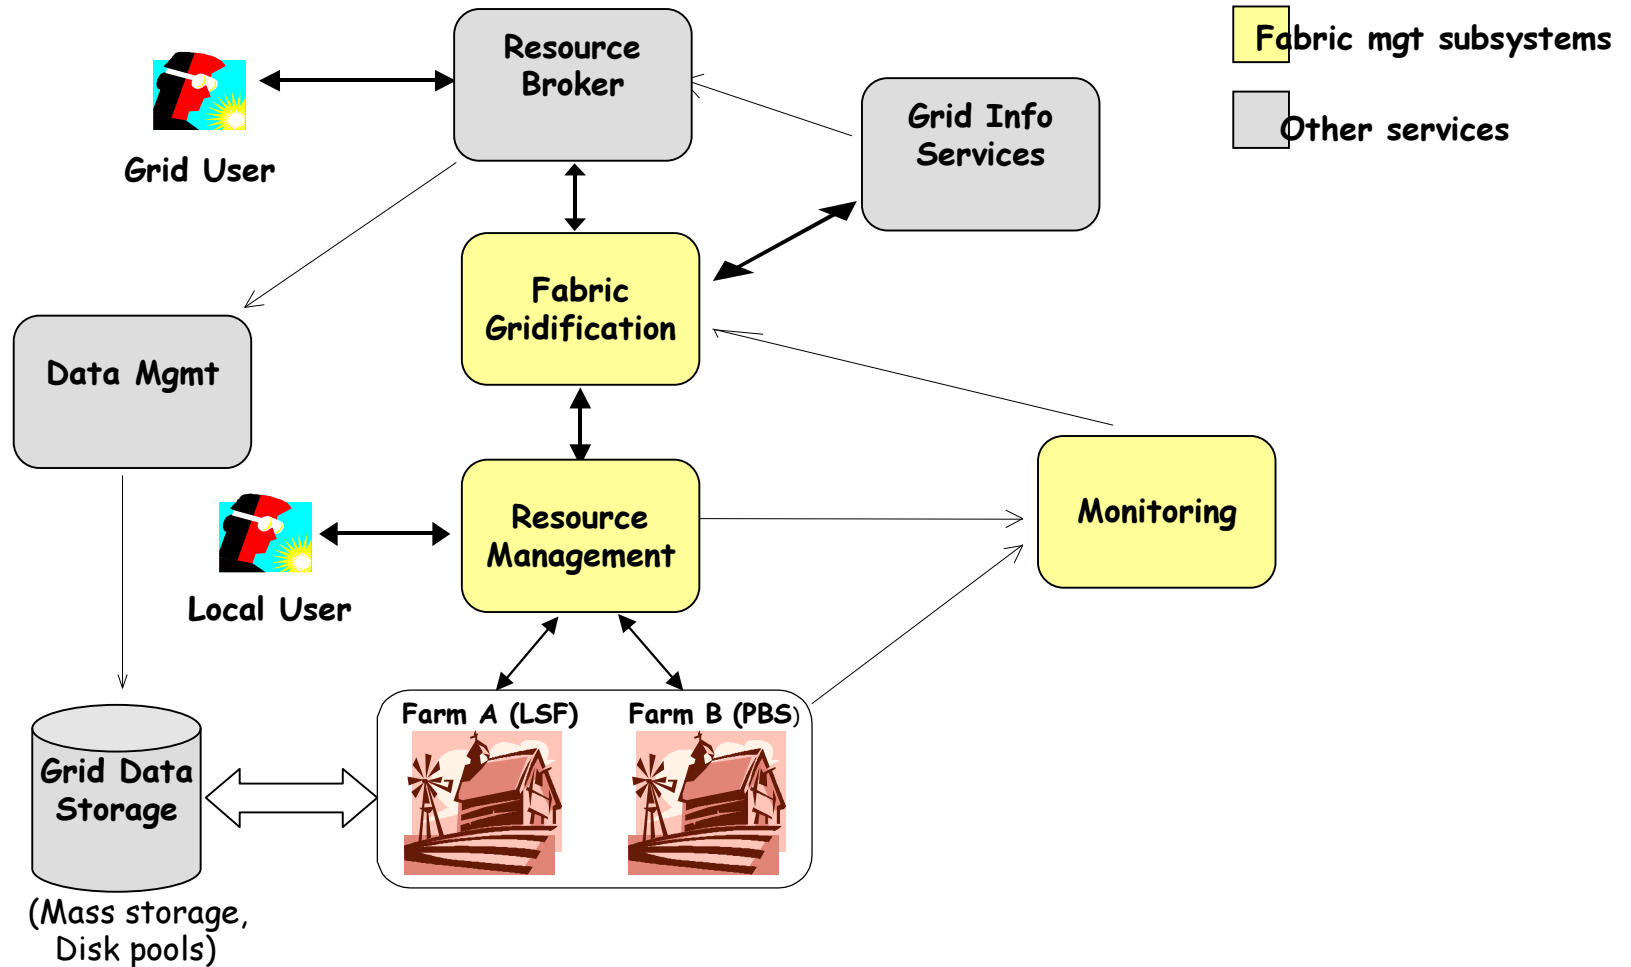 Resource
Broker
Fabric mgt subsystems
Other services
Grid Info
Services
Grid User
Fabric
Gridification
Data Mgmt
Resource
Management
Monitoring
Local User
Farm A (LSF)
Farm B (PBS)
Grid Data
Storage
(Mass storage,
Disk pools)